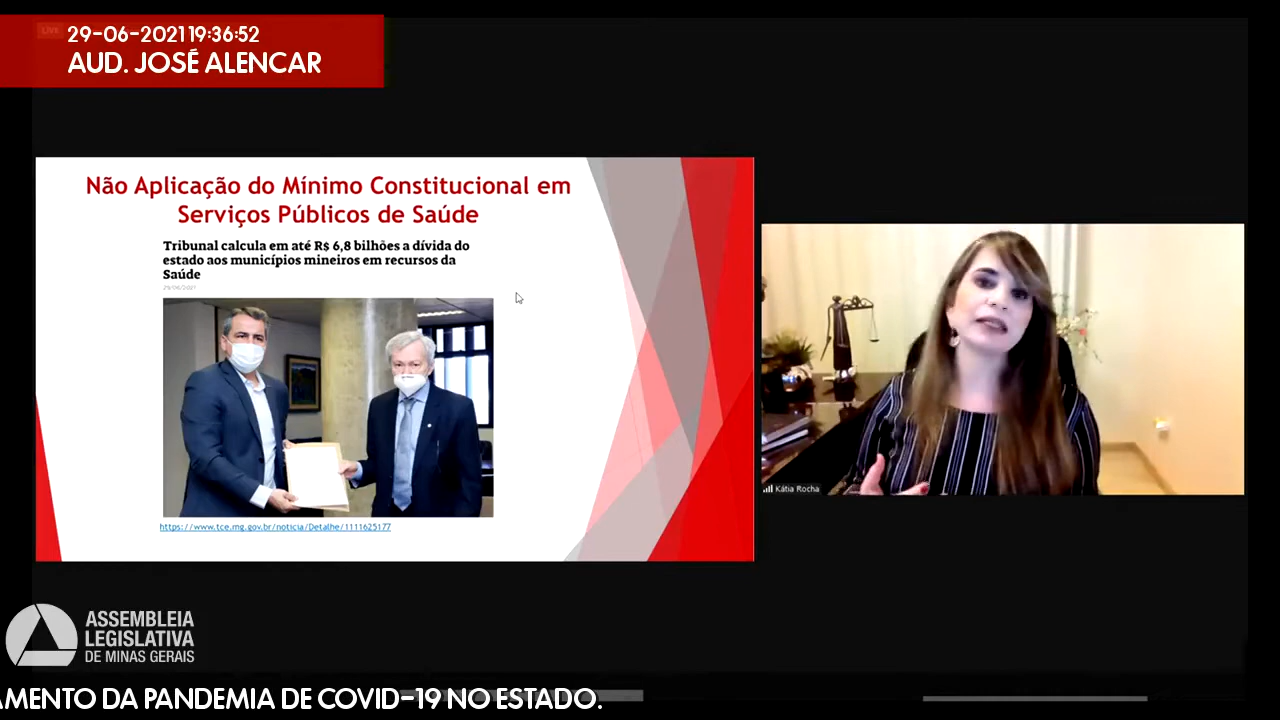 29-06-2021 19:36:52
AUD. JOSÉ ALENCAR
Não Aplicação do Mínimo Constitucional em
Serviços Públicos de Saúde
Tribunal calcula em até R$ 6,8 bilhões a dívida do
estado aos municípios mineiros em recursos da
Saúde
https://www.tce.mg.gov.br/noticia/Detalhe/1111625177
Kátia Rocha
ASSEMBLEIA
LEGISLATIVA
DE MINAS GERAIS
AMENTO DA PANDEMIA DE COVID-19 NO ESTADO.